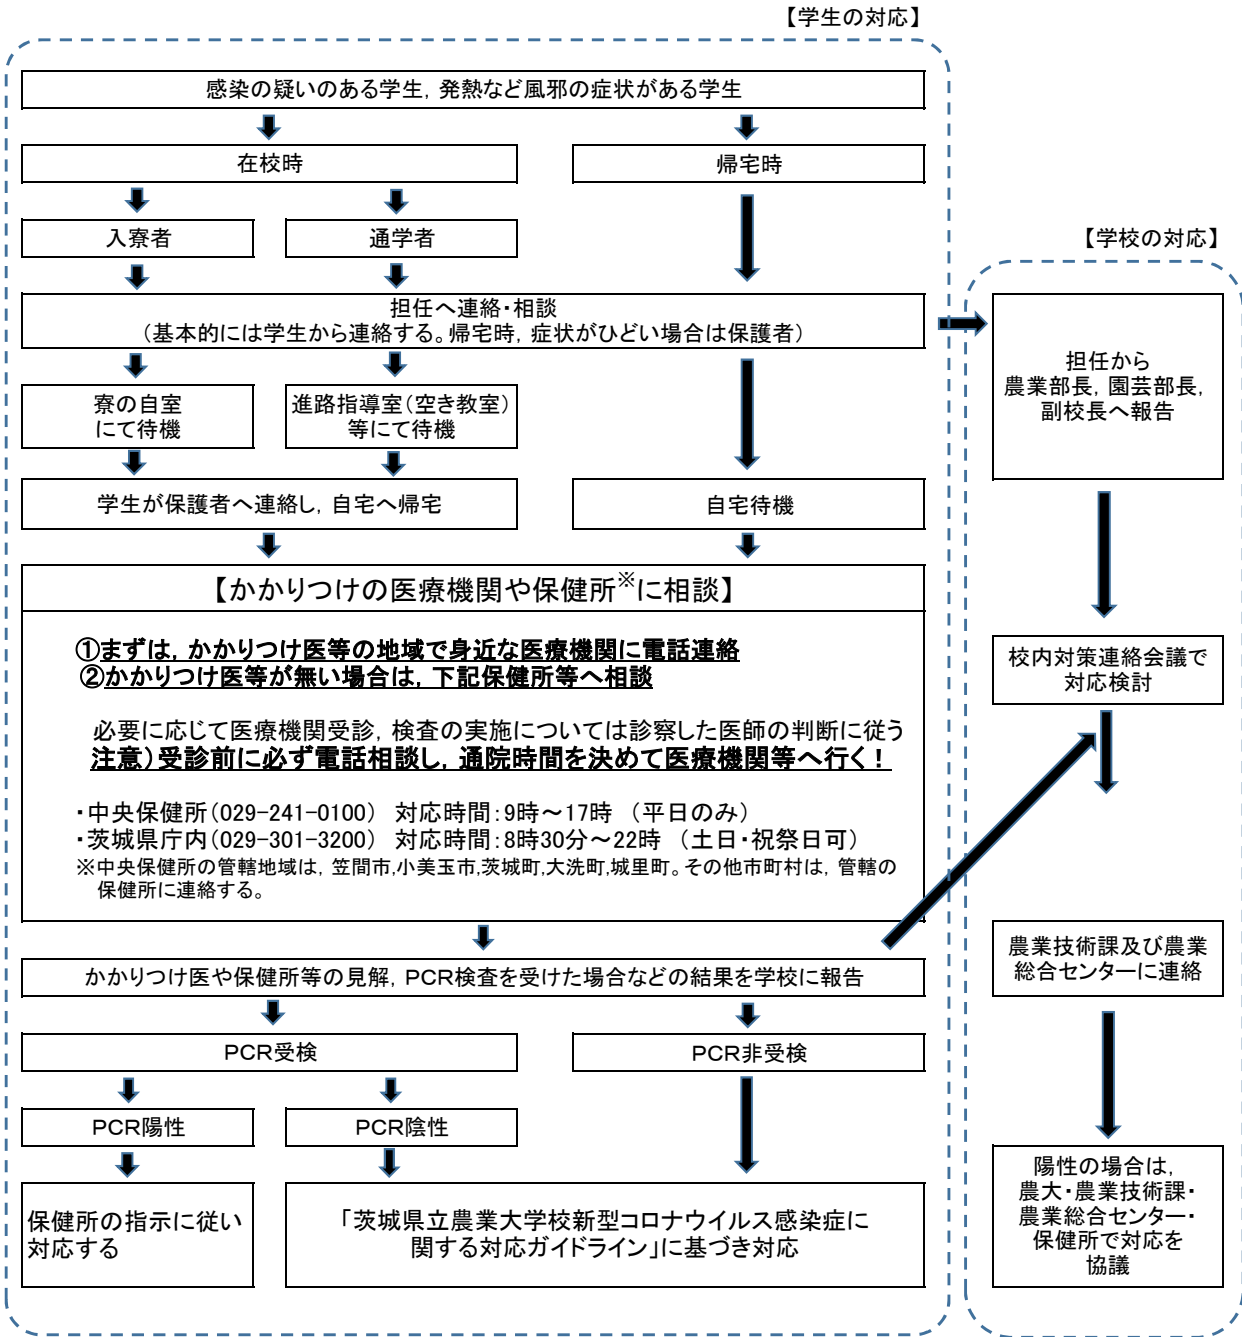 【学生の対応】
感染の疑いのある学生，発熱など風邪の症状がある学生
在校時
帰宅時
入寮者
通学者
担任へ連絡・相談
（基本的には学生から連絡する。帰宅時，症状がひどい場合は保護者）
寮の自室
にて待機
進路指導室（空き教室）
等にて待機
学生が保護者へ連絡し，自宅へ帰宅
自宅待機
【かかりつけの医療機関や保健所※に相談】
①まずは，かかりつけ医等の地域で身近な医療機関に電話連絡
②かかりつけ医等が無い場合は，下記保健所等へ相談
必要に応じて医療機関受診，検査の実施については診察した医師の判断に従う
注意）受診前に必ず電話相談し，通院時間を決めて医療機関等へ行く！
・中央保健所（029-241-0100） 対応時間：9時～17時 （平日のみ）
・茨城県庁内（029-301-3200） 対応時間：8時30分～22時 （土日・祝祭日可）
※中央保健所の管轄地域は，笠間市,小美玉市,茨城町,大洗町,城里町。その他市町村は，管轄の
保健所に連絡する。
かかりつけ医や保健所等の見解，PCR検査を受けた場合などの結果を学校に報告
PCR受検
PCR非受検
PCR陽性
PCR陰性
保健所の指示に従い
対応する
「茨城県立農業大学校新型コロナウイルス感染症に
関する対応ガイドライン」に基づき対応
【学校の対応】
担任から
農業部長，園芸部長，
副校長へ報告
校内対策連絡会議で
対応検討
農業技術課及び農業
総合センターに連絡
陽性の場合は，
農大・農業技術課・
農業総合センター・
保健所で対応を
協議